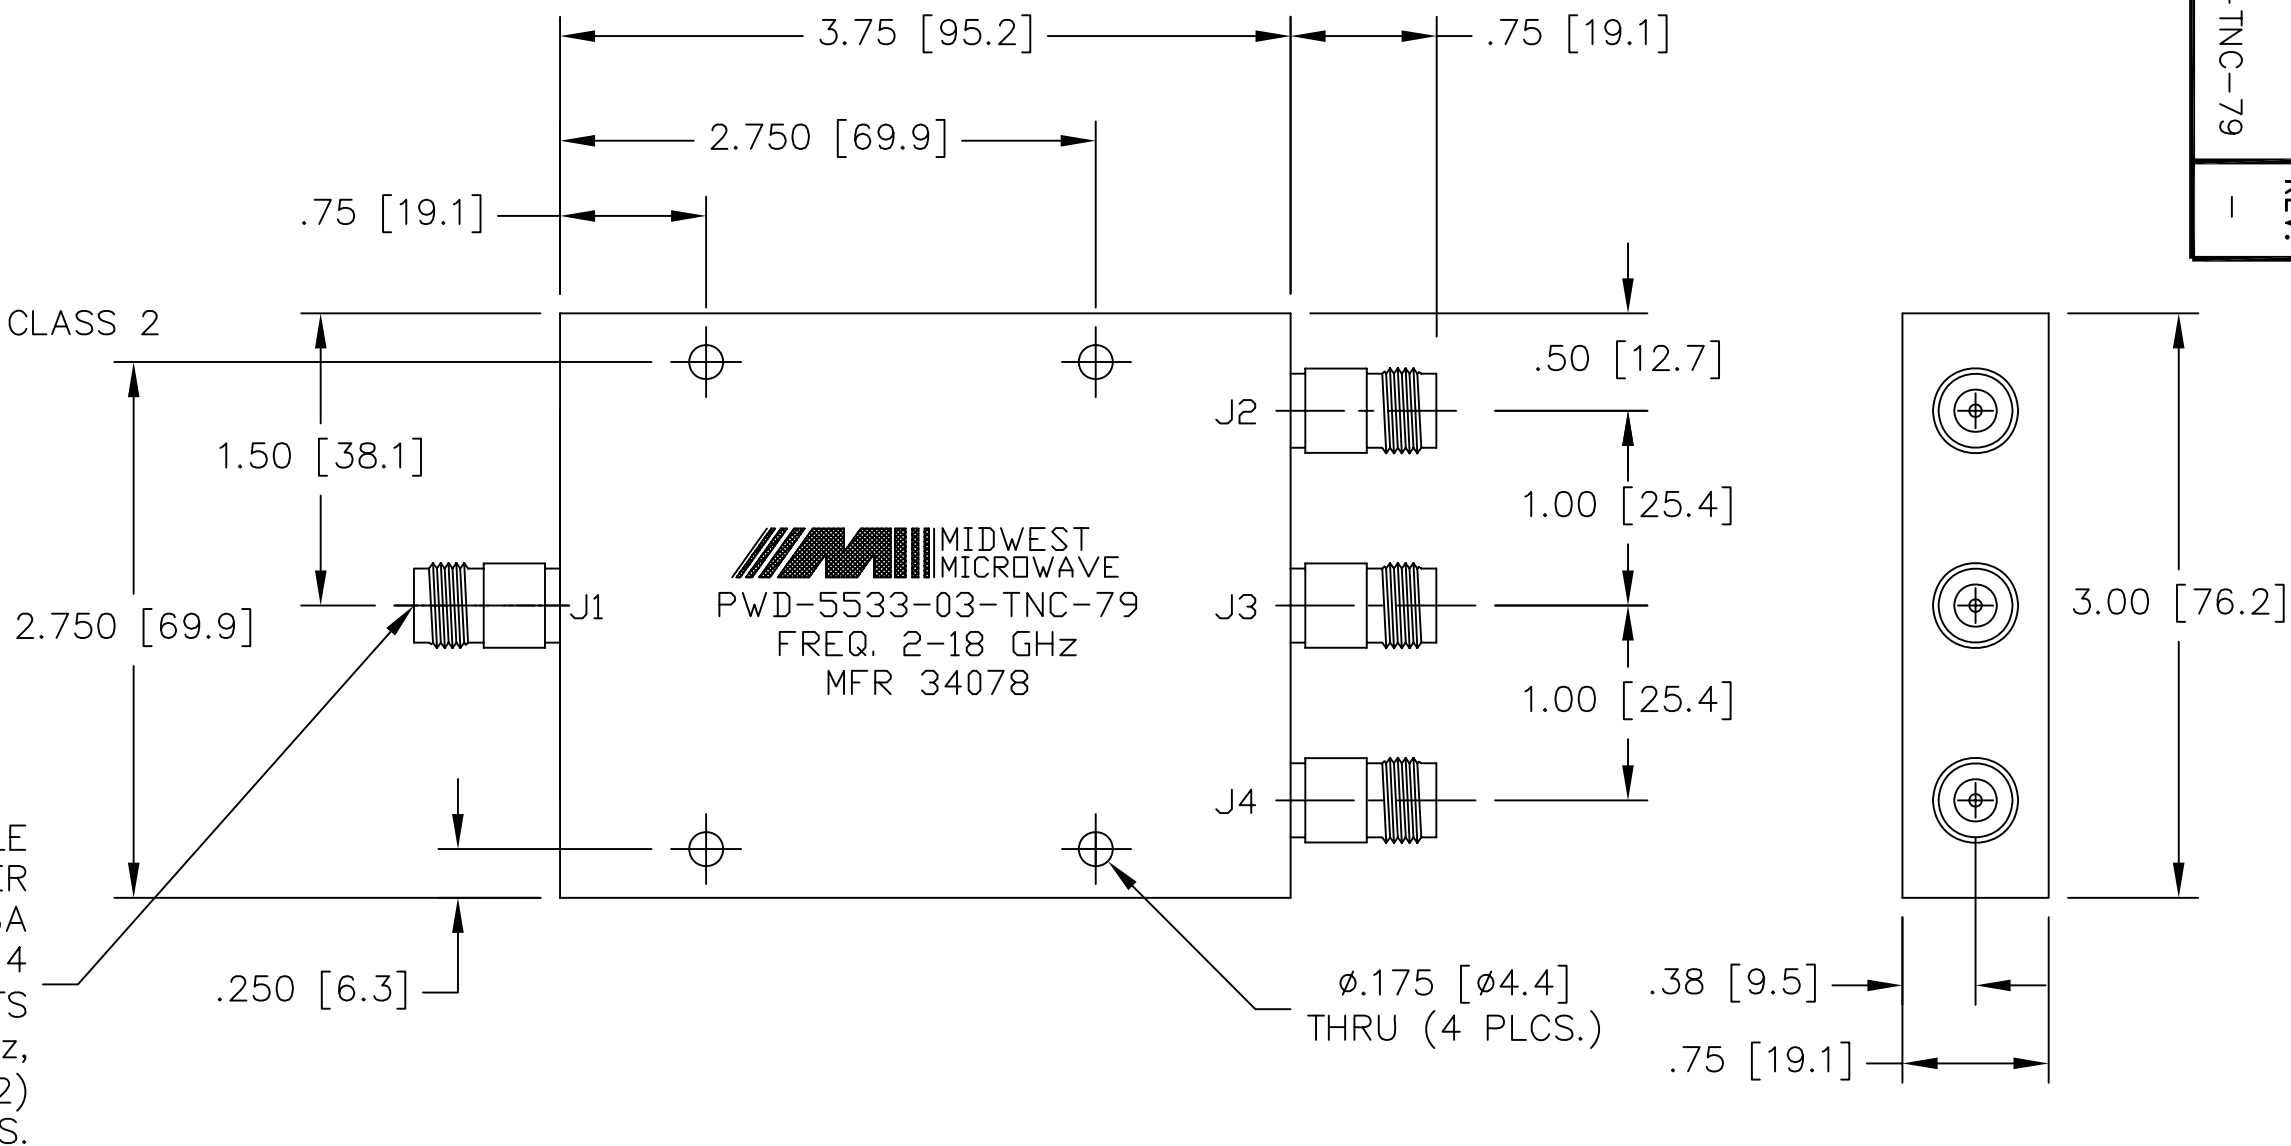 3.75 [95.2]
.75 [19.1]
2.750 [69.9]
.75 [19.1]
-TNC-79
REV.
-
CLASS 2
.50 [12.7]
1.50 [38.1]
J2
1.00 [25.4]
MIDWEST
MICROWAVE
PWD-5533-03-TNC-79
FREQ. 2-18 GHz
MFR 34078
J1
J3
2.750 [69.9]
3.00 [76.2]
1.00 [25.4]
J4
4
.250 [6.3]
ø.175 [ø4.4]
THRU (4 PLCS.)
.38 [9.5]
.75 [19.1]